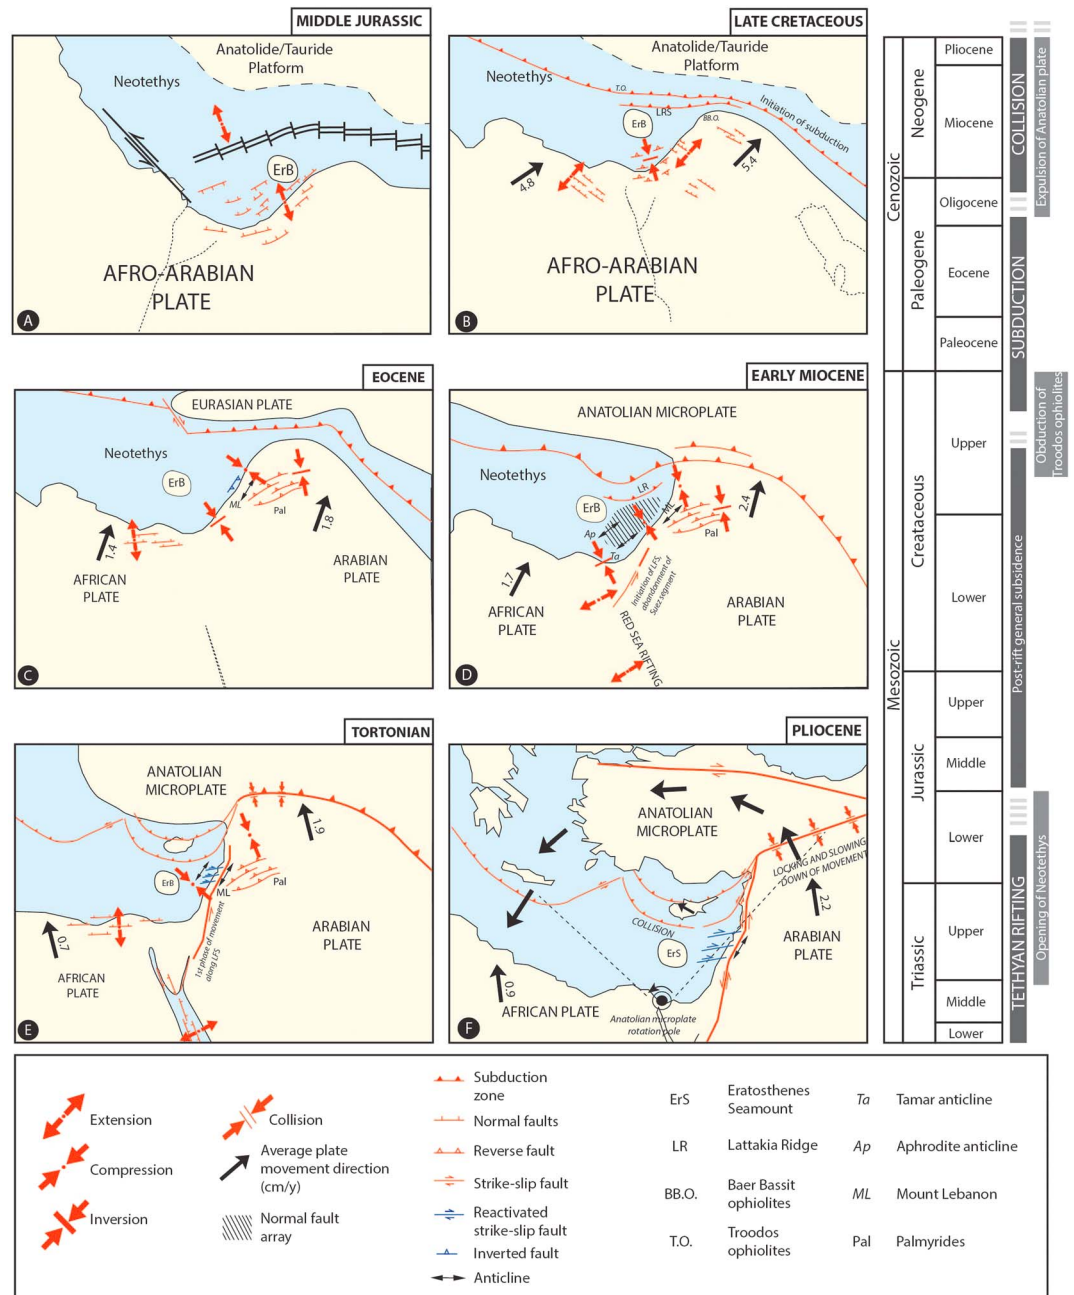 MIDDLE JURASSIC
Anatolide/Tauride
Platform
Neotethys
ErB
AFRO-ARABIAN
PLATE
A
LATE CRETACEOUS
Anatolide/Tauride
Platform
Neotethys
T.O.
LRS
BB.O.
Initiation of subduction
ErB
4.8
5.4
AFRO-ARABIAN
PLATE
B
EOCENE
EURASIAN PLATE
Neotethys
ErB
ML
Pal
1.4
1.8
AFRICAN
PLATE
ARABIAN
PLATE
C
EARLY MIOCENE
ANATOLIAN MICROPLATE
Neotethys
LR
ErB
ML
Ap
Ta
Pal
2.4
1.7
Initiation of LFS,
abandonment of
Suez segment
AFRICAN
PLATE
ARABIAN
PLATE
RED SEA RIFTING
D
TORTONIAN
ANATOLIAN
MICROPLATE
1.9
ErB
ML
Pal
1st phase of movement
along LFS
0.7
ARABIAN
PLATE
AFRICAN
PLATE
E
PLIOCENE
ANATOLIAN
MICROPLATE
LOCKING AND SLOWING
DOWN OF MOVEMENT
2.2
COLLISION
ErS
ARABIAN
PLATE
0.9
AFRICAN PLATE
Anatolian microplate
rotation pole
F
Cenozoic
Mesozoic
Neogene
Paleogene
Creataceous
Jurassic
Triassic
Pliocene
Miocene
Oligocene
Eocene
Paleocene
Upper
Lower
Upper
Middle
Lower
Upper
Middle
Lower
COLLISION
SUBDUCTION
Post-rift general subsidence
TETHYAN RIFTING
Expulsion of Anatolian plate
Obduction of
Troodos ophiolites
Opening of Neotethys
Extension
Compression
Inversion
Collision
Average plate
movement direction
(cm/y)
Normal fault
array
Subduction
zone
Normal faults
Reverse fault
Strike-slip fault
Reactivated
strike-slip fault
Inverted fault
Anticline
ErS Eratosthenes
Seamount
LR Lattakia Ridge
BB.O. Baer Bassit
ophiolites
T.O. Troodos
ophiolites
Ta Tamar anticline
Ap Aphrodite anticline
ML Mount Lebanon
Pal Palmyrides